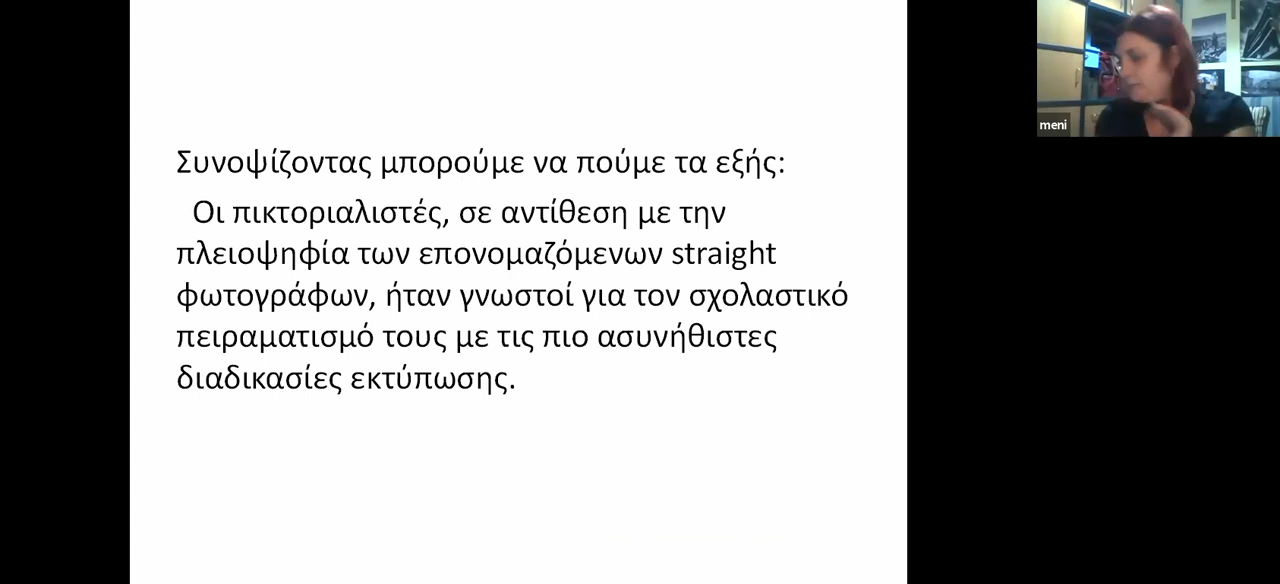 Συνοψίζοντας μπορούμε να πούμε τα εξής:
Οι πικτοριαλιστές, σε αντίθεση με την
πλειοψηφία των επονομαζόμενων straight
φωτογράφων, ήταν γνωστοί για τον σχολαστικό
πειραματισμό τους με τις πιο ασυνήθιστες
διαδικασίες εκτύπωσης.
meni